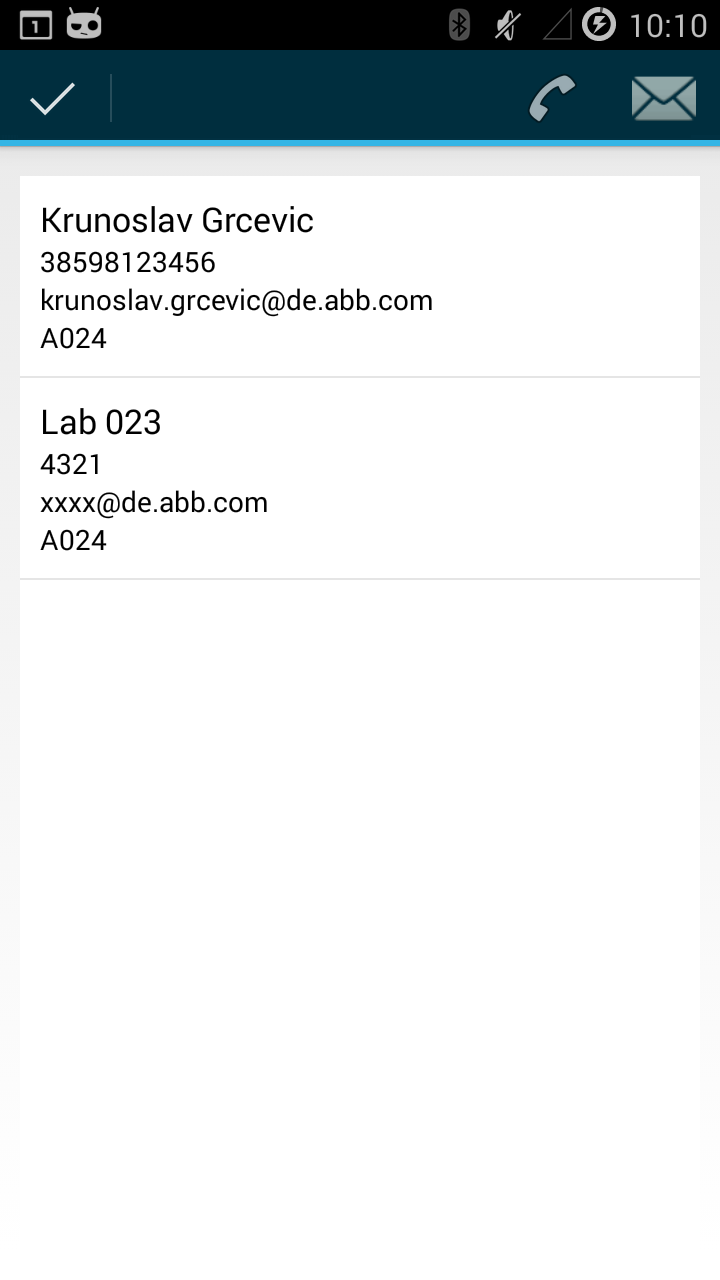 1
10:10
Krunoslav Grcevic
38598123456
krunoslav.grcevic@de.abb.com
A024
Lab 023
4321
xxxx@de.abb.com
A024